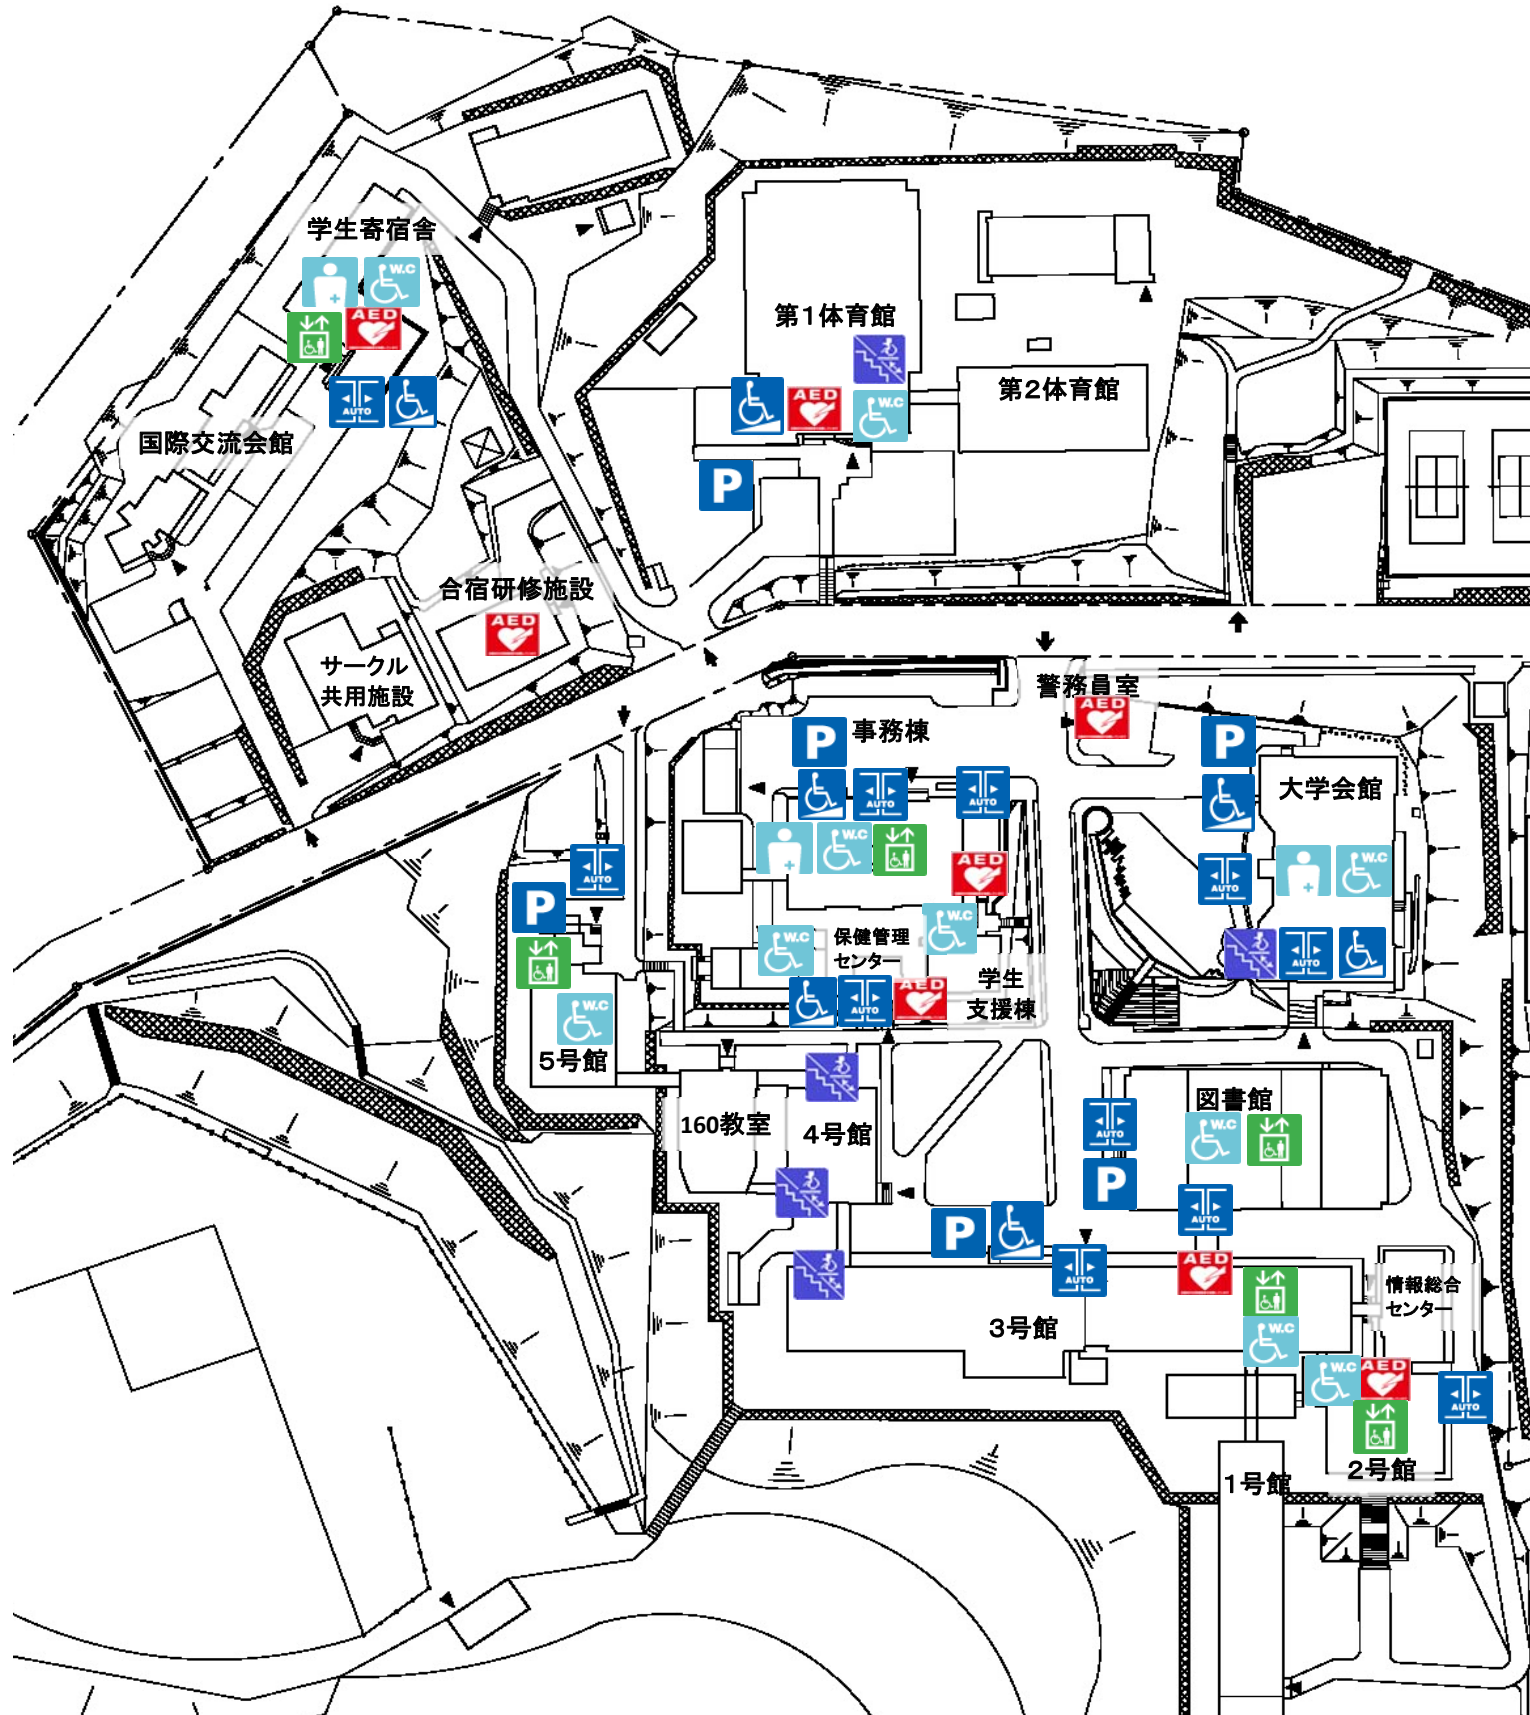 学生寄宿舎
W.C
AED
AUTO
国際交流会館
第1体育館
AED
W.C
第2体育館
P
合宿研修施設
AED
サークル
共用施設
警務員室
AED
P
事務棟
P
AUTO
AUTO
大学会館
W.C
AED
AUTO
W.C
AUTO
P
W.C
W.C
保健管理
センター
AUTO
学生
支援棟
AUTO
AED
W.C
5号館
160教室
4号館
図書館
AUTO
W.C
P
P
AUTO
AUTO
AED
情報総合
センター
3号館
W.C
W.C
AED
AUTO
1号館
2号館